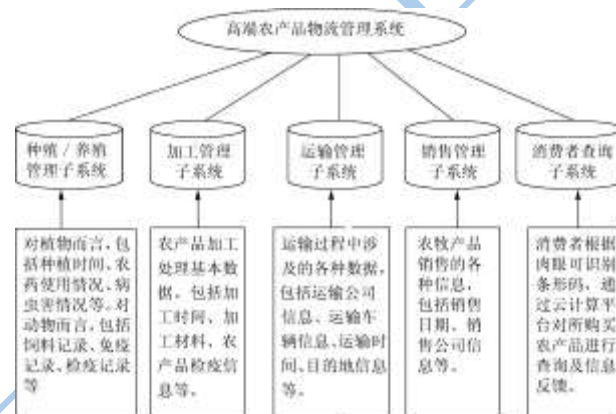 高端农产品物流管理系统
种殖 / 养殖
管理子系统
加工管理
子系统
运输管理
子系统
销售管理
子系统
消费者查询
子系统
对植物而言,包
括种植时间、农
药使用情况、病
虫害情况等。对
动物而言,包括
饲料记录、免疫
记录、检疫记录
等
农产品加工
处理基本数
据,包括加
工时间、加
工材料、农
产品检疫信
息等。
运输过程中涉
及的各种数据,
包括运输公司
信息、运输车
辆信息、运输时
间、目的地信息
等。
农牧产品
销售的各
种信息,
包括销售
日期、销
售公司信
息等。
消费者根据
肉眼可识别
条形码,通
过云计算平
台对所购买
农产品进行
查询及信息
反馈。